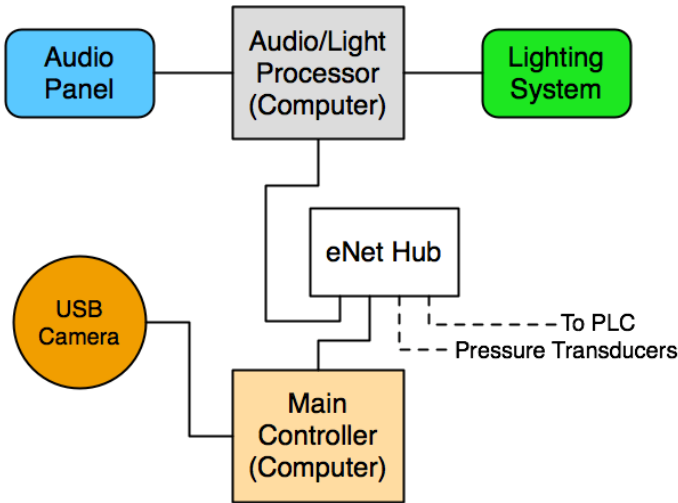 Audio
Panel
Audio/Light
Processor
(Computer)
Lighting
System
eNet Hub
USB
Camera
To PLC
Pressure Transducers
Main
Controller
(Computer)